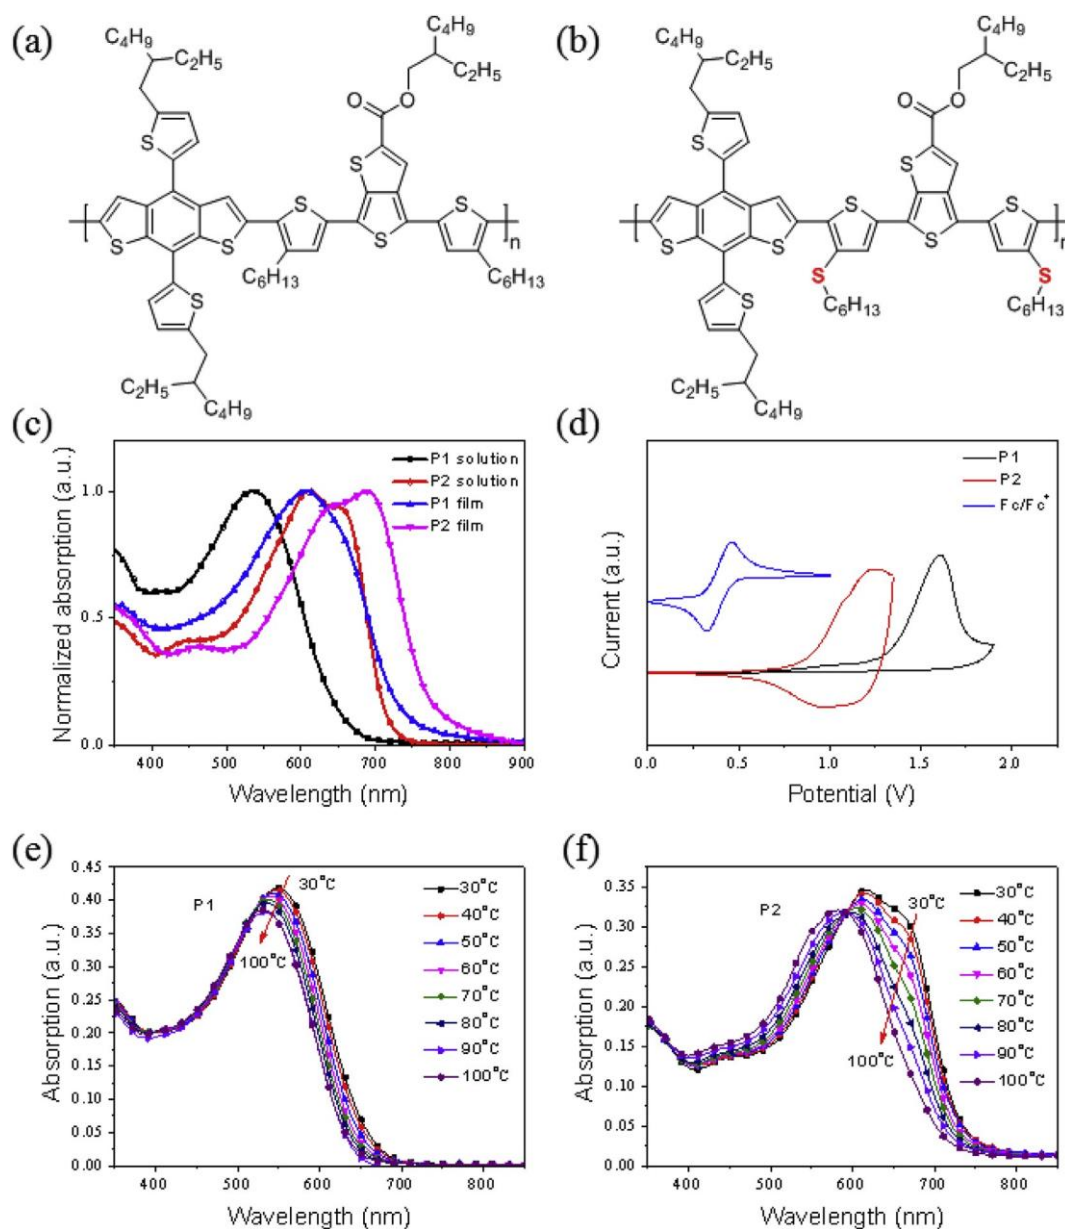 (a)
C4H9
C2H5
S
S
S
S
S
S
S
S
O
O
C4H9
C2H5
C6H13
C6H13
n
C2H5
C4H9
(b)
C4H9
C2H5
S
S
S
S
S
S
S
S
S
S
O
O
C4H9
C2H5
C6H13
C6H13
n
C2H5
C4H9
(c)
P1 solution
P2 solution
P1 film
P2 film
1.0
0.5
0.0
400 500 600 700 800 900
Normalized absorption (a.u.)
Wavelength (nm)
(d)
P1
P2
Fc/Fc+
0.0 0.5 1.0 1.5 2.0
Current (a.u.)
Potential (V)
(e)
0.45
0.40
0.35
0.30
0.25
0.20
0.15
0.10
0.05
0.00
P1
30°C
100°C
30°C
40°C
50°C
60°C
70°C
80°C
90°C
100°C
400 500 600 700 800
Absorption (a.u.)
Wavelength (nm)
(f)
0.35
0.30
0.25
0.20
0.15
0.10
0.05
0.00
P2
30°C
100°C
30°C
40°C
50°C
60°C
70°C
80°C
90°C
100°C
400 500 600 700 800
Absorption (a.u.)
Wavelength (nm)